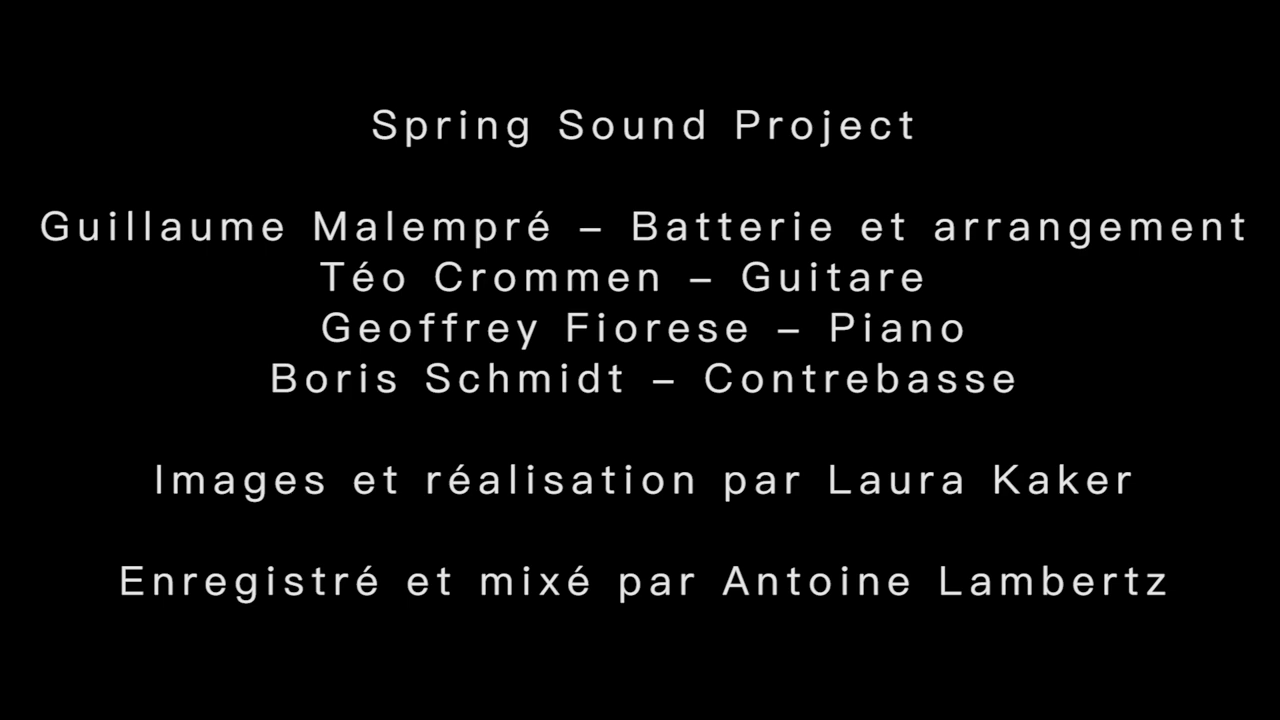 Spring Sound Project
Guillaume Malempré – Batterie et arrangement
Téo Crommen – Guitare
Geoffrey Fiorese – Piano
Boris Schmidt – Contrebasse
Images et réalisation par Laura Kaker
Enregistré et mixé par Antoine Lambertz